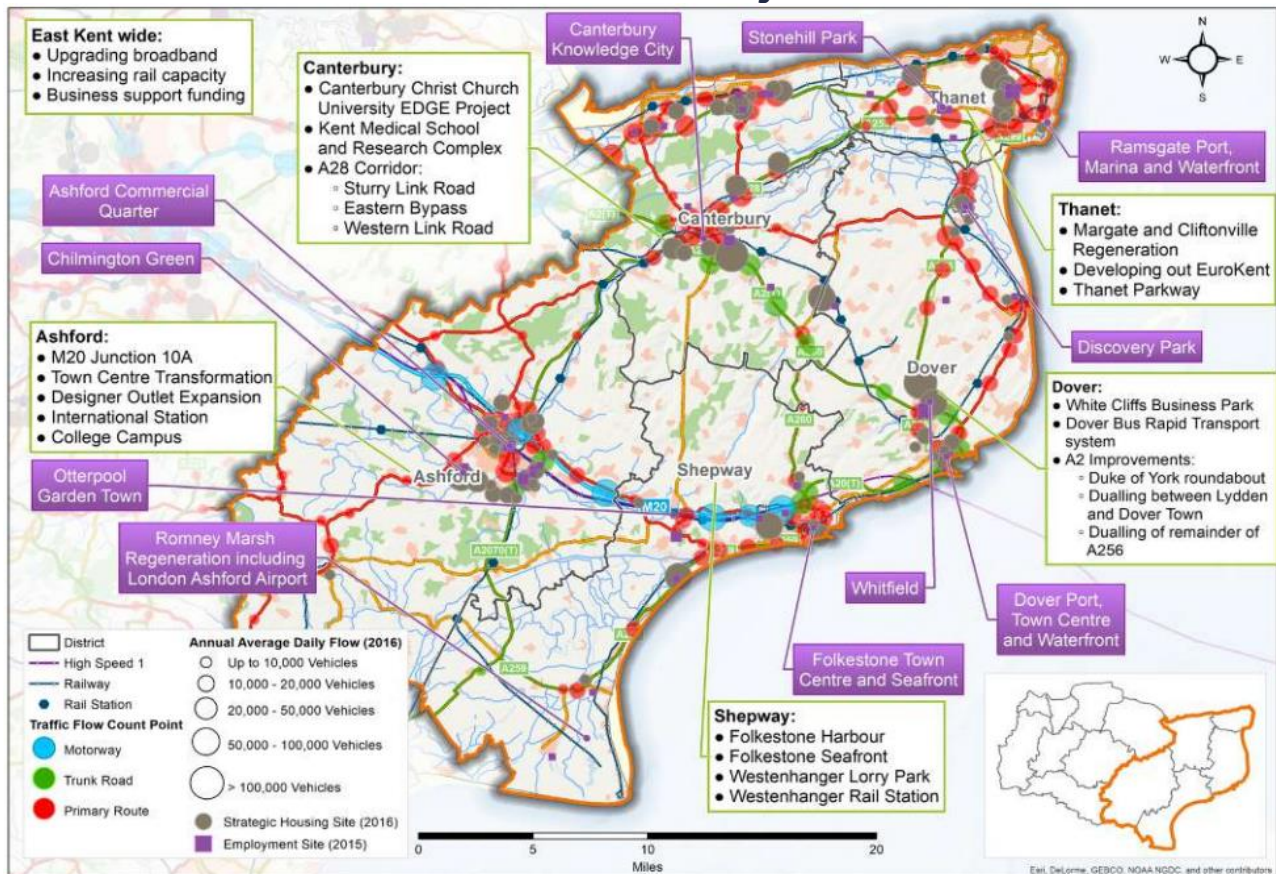 East Kent wide:
● Upgrading broadband
● Increasing rail capacity
● Business support funding
Canterbury:
● Canterbury Christ Church
University EDGE Project
● Kent Medical School
and Research Complex
● A28 Corridor:
▫ Sturry Link Road
▫ Eastern Bypass
▫ Western Link Road
Canterbury
Knowledge City
Stonehill Park
N
W
E
S
Thanet
Ramsgate Port,
Marina and Waterfront
Ashford Commercial
Quarter
Chilmington Green
Canterbury
Thanet:
● Margate and Cliftonville
Regeneration
● Developing out EuroKent
● Thanet Parkway
Discovery Park
Ashford:
● M20 Junction 10A
● Town Centre Transformation
● Designer Outlet Expansion
● International Station
● College Campus
Dover
Dover:
● White Cliffs Business Park
● Dover Bus Rapid Transport
system
● A2 Improvements:
▫ Duke of York roundabout
▫ Dualling between Lydden
and Dover Town
▫ Dualling of remainder of
A256
A260
Otterpool
Garden Town
Ashford
Shepway
A20(T)
M20
Romney Marsh
Regeneration including
London Ashford Airport
A2070(T)
Whitfield
Dover Port,
Town Centre
and Waterfront
Folkestone Town
Centre and Seafront
A259
District
High Speed 1
Railway
Rail Station
Traffic Flow Count Point
Motorway
Trunk Road
Primary Route
Annual Average Daily Flow (2016)
Up to 10,000 Vehicles
10,000 - 20,000 Vehicles
20,000 - 50,000 Vehicles
50,000 - 100,000 Vehicles
> 100,000 Vehicles
Strategic Housing Site (2016)
Employment Site (2015)
Shepway:
● Folkestone Harbour
● Folkestone Seafront
● Westenhanger Lorry Park
● Westenhanger Rail Station
0 5 10 20
Miles
Esri, DeLorme, GEBCO, NOAA NGDC, and other contributors